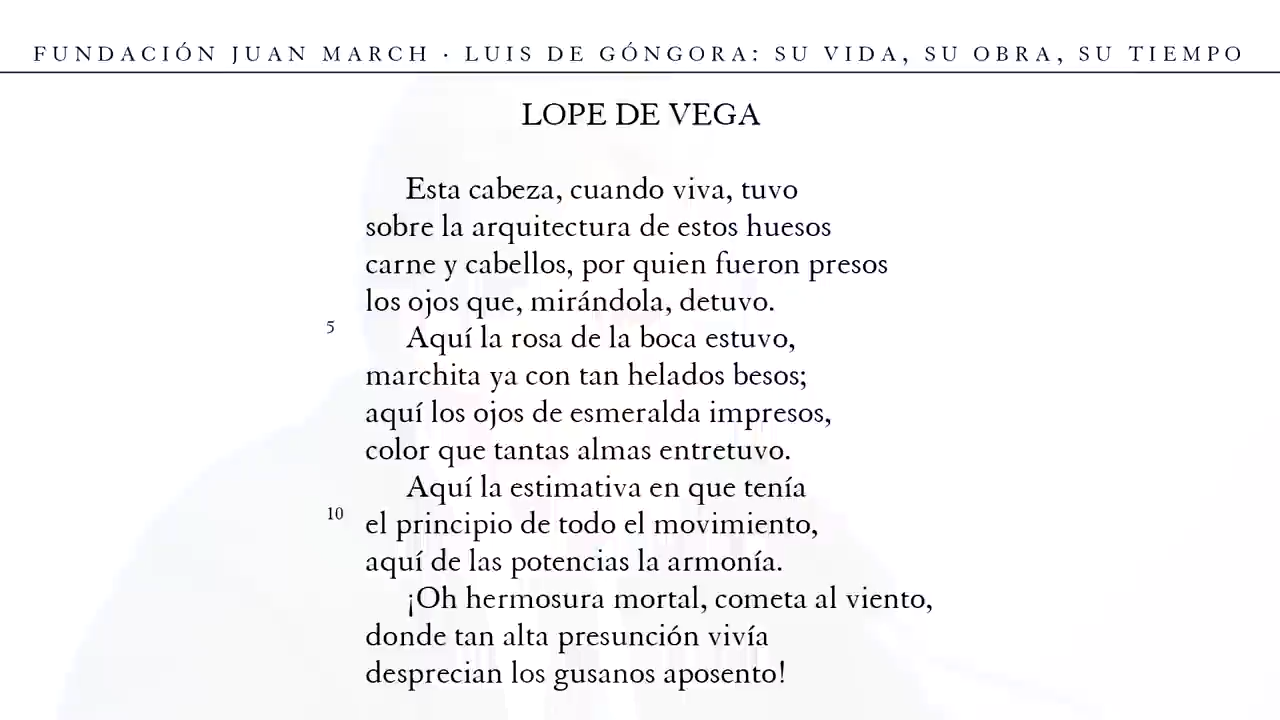 FUNDACIÓN JUAN MARCH · LUIS DE GÓNGORA: SU VIDA, SU OBRA, SU TIEMPO
LOPE DE VEGA
Esta cabeza, cuando viva, tuvo
sobre la arquitectura de estos huesos
carne y cabellos, por quien fueron presos
los ojos que, mirándola, detuvo.
5 Aquí la rosa de la boca estuvo,
marchita ya con tan helados besos;
aquí los ojos de esmeralda impresos,
color que tantas almas entretuvo.
Aquí la estimativa en que tenía
10 el principio de todo el movimiento,
aquí de las potencias la armonía.
¡Oh hermosura mortal, cometa al viento,
donde tan alta presunción vivía
desprecian los gusanos aposento!